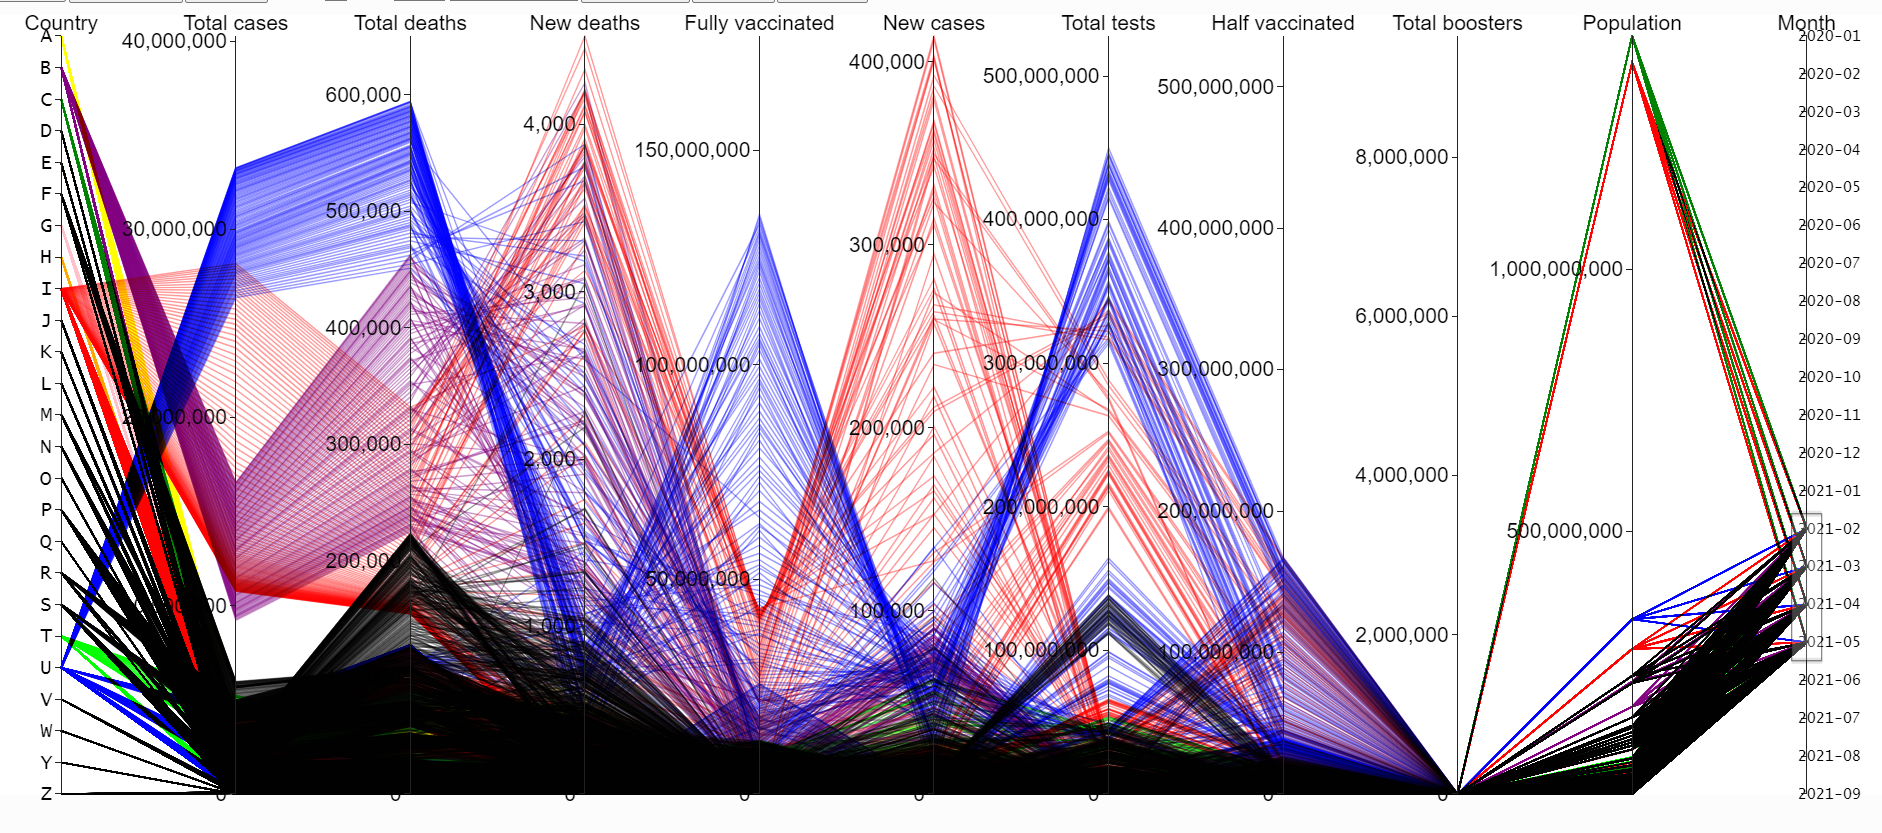 Country Total cases Total deaths New deaths Fully vaccinated New cases Total tests Half vaccinated Total boosters Population Month
A
B
C
D
E
F
G
H
I
J
K
L
M
N
O
P
Q
R
S
T
U
V
W
Y
Z
40,000,000
30,000,000
0
600,000
500,000
400,000
300,000
200,000
0
4,000
3,000
2,000
1,000
0
150,000,000
100,000,000
50,000,000
0
400,000
300,000
200,000
100,000
0
500,000,000
400,000,000
300,000,000
200,000,000
100,000,000
0
500,000,000
400,000,000
300,000,000
200,000,000
100,000,000
0
8,000,000
6,000,000
4,000,000
2,000,000
0
1,000,000,000
500,000,000
2020-01
2020-02
2020-03
2020-04
2020-05
2020-06
2020-07
2020-08
2020-09
2020-10
2020-11
2020-12
2021-01
2021-02
2021-03
2021-04
2021-05
2021-06
2021-07
2021-08
2021-09